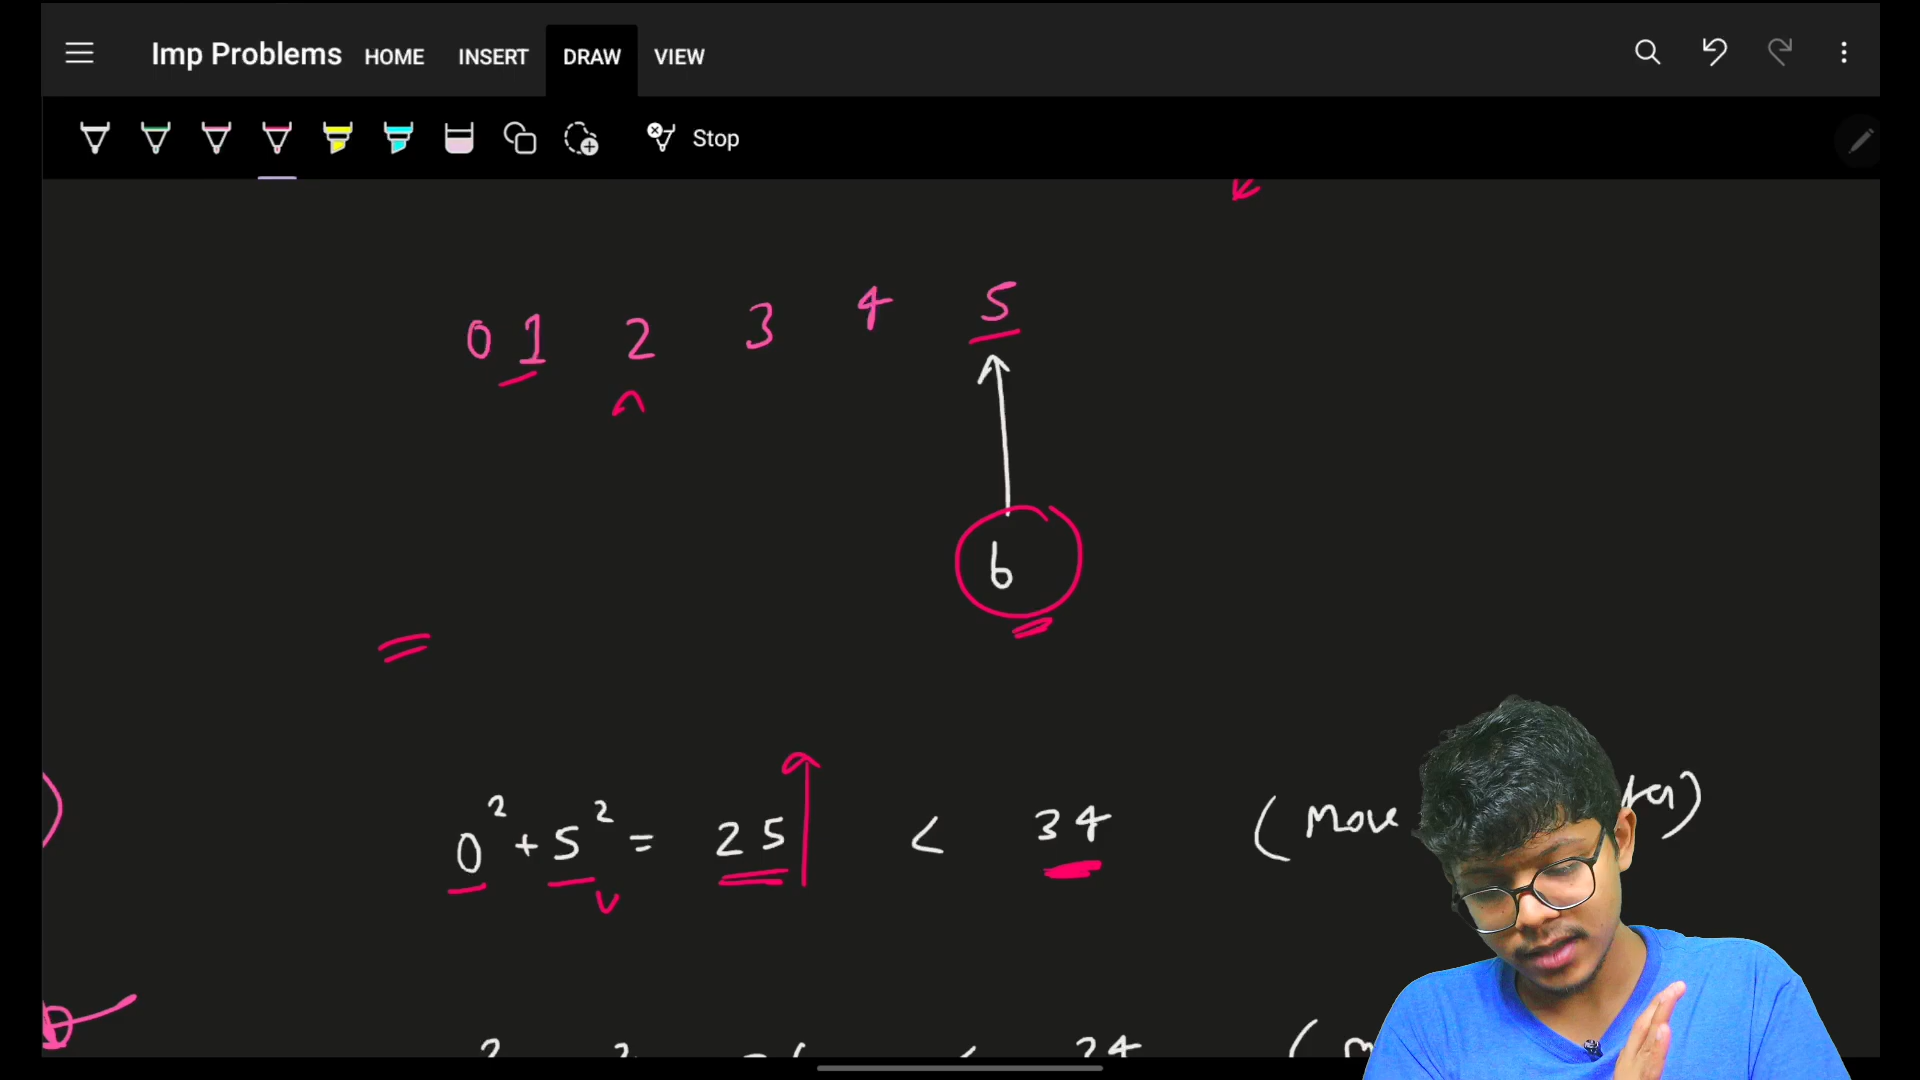 Imp Problems HOME INSERT DRAW VIEW
Stop
0 1 2 3 4 5
6
0² + 5² = 25 < 34 (Move